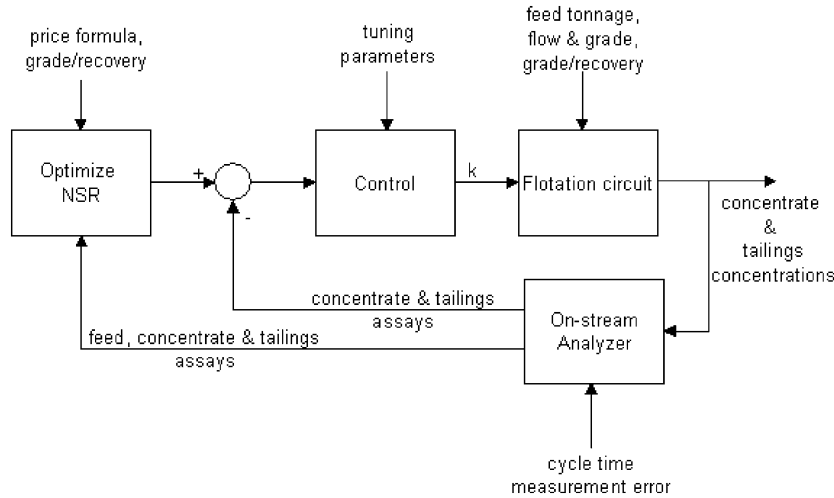 price formula,
grade/recovery
tuning
parameters
feed tonnage,
flow & grade,
grade/recovery
Optimize
NSR
+
-
Control
k
Flotation circuit
concentrate
&
tailings
concentrations
concentrate & tailings
assays
feed, concentrate & tailings
assays
On-stream
Analyzer
cycle time
measurement error